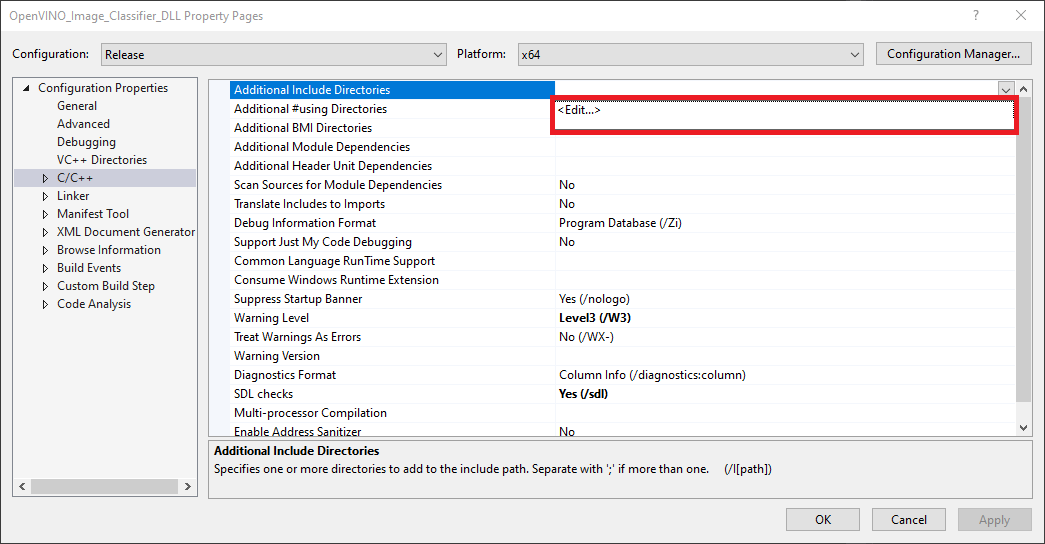 OpenVINO_Image_Classifier_DLL Property Pages
Configuration: Release Platform: x64 Configuration Manager...
Configuration Properties
General
Advanced
Debugging
VC++ Directories
C/C++
Linker
Manifest Tool
XML Document Generator
Browse Information
Build Events
Custom Build Step
Code Analysis
Additional Include Directories
Additional #using Directories <Edit...>
Additional BMI Directories
Additional Module Dependencies
Additional Header Unit Dependencies
Scan Sources for Module Dependencies No
Translate Includes to Imports No
Debug Information Format Program Database (/Zi)
Support Just My Code Debugging No
Common Language RunTime Support
Consume Windows Runtime Extension
Suppress Startup Banner Yes (/nologo)
Warning Level Level3 (/W3)
Treat Warnings As Errors No (/WX-)
Warning Version
Diagnostics Format Column Info (/diagnostics:column)
SDL checks Yes (/sdl)
Multi-processor Compilation
Enable Address Sanitizer No
Additional Include Directories
Specifies one or more directories to add to the include path. Separate with ';' if more than one. (/I[path])
OK Cancel Apply